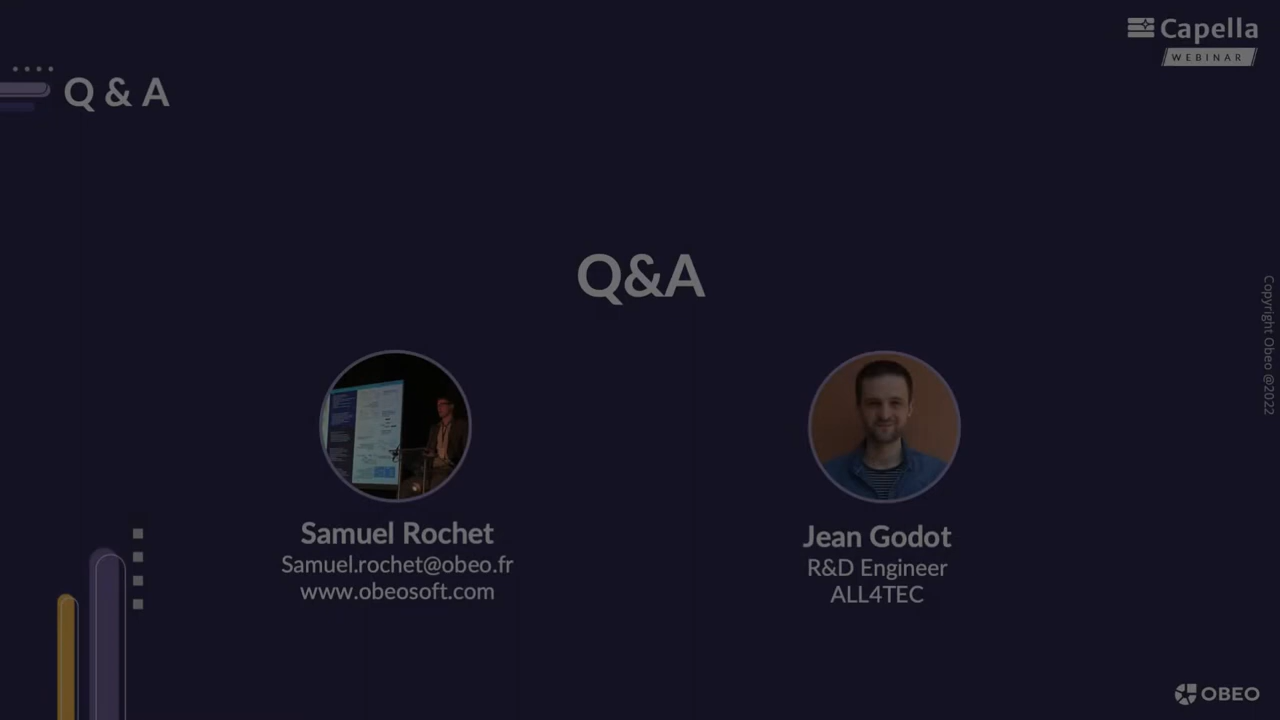 Capella
WEBINAR
Q & A
Q&A
Samuel Rochet
Samuel.rochet@obeo.fr
www.obeosoft.com
Jean Godot
R&D Engineer
ALL4TEC
Copyright Obeo @2022
OBEO